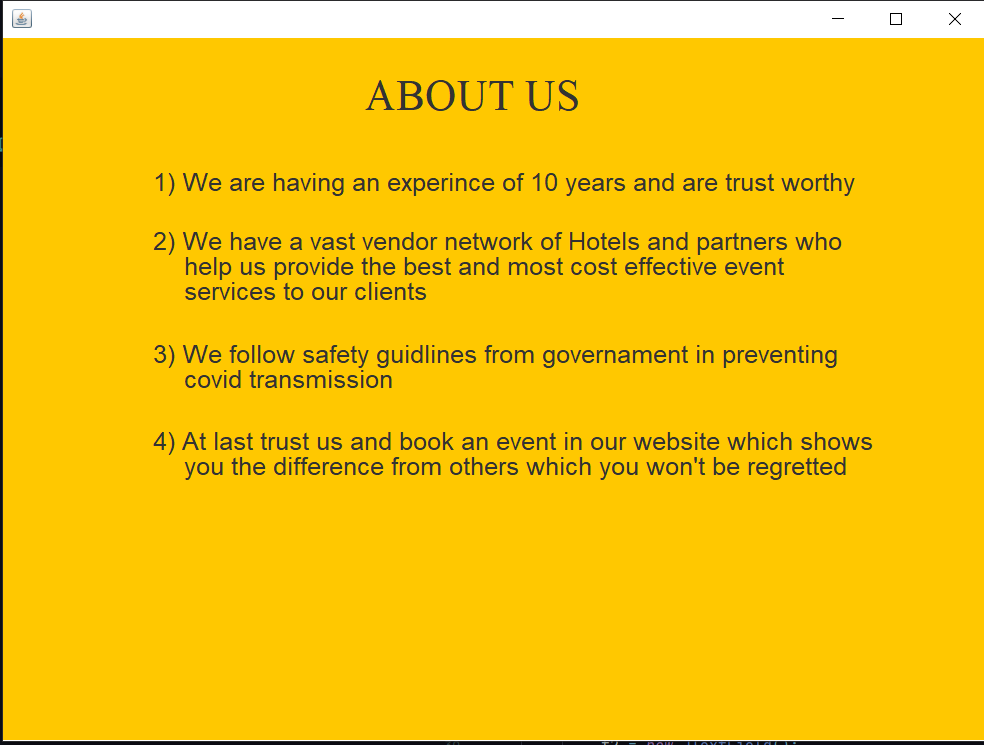 ABOUT US
1) We are having an experince of 10 years and are trust worthy
2) We have a vast vendor network of Hotels and partners who
help us provide the best and most cost effective event
services to our clients
3) We follow safety guidlines from governament in preventing
covid transmission
4) At last trust us and book an event in our website which shows
you the difference from others which you won't be regretted